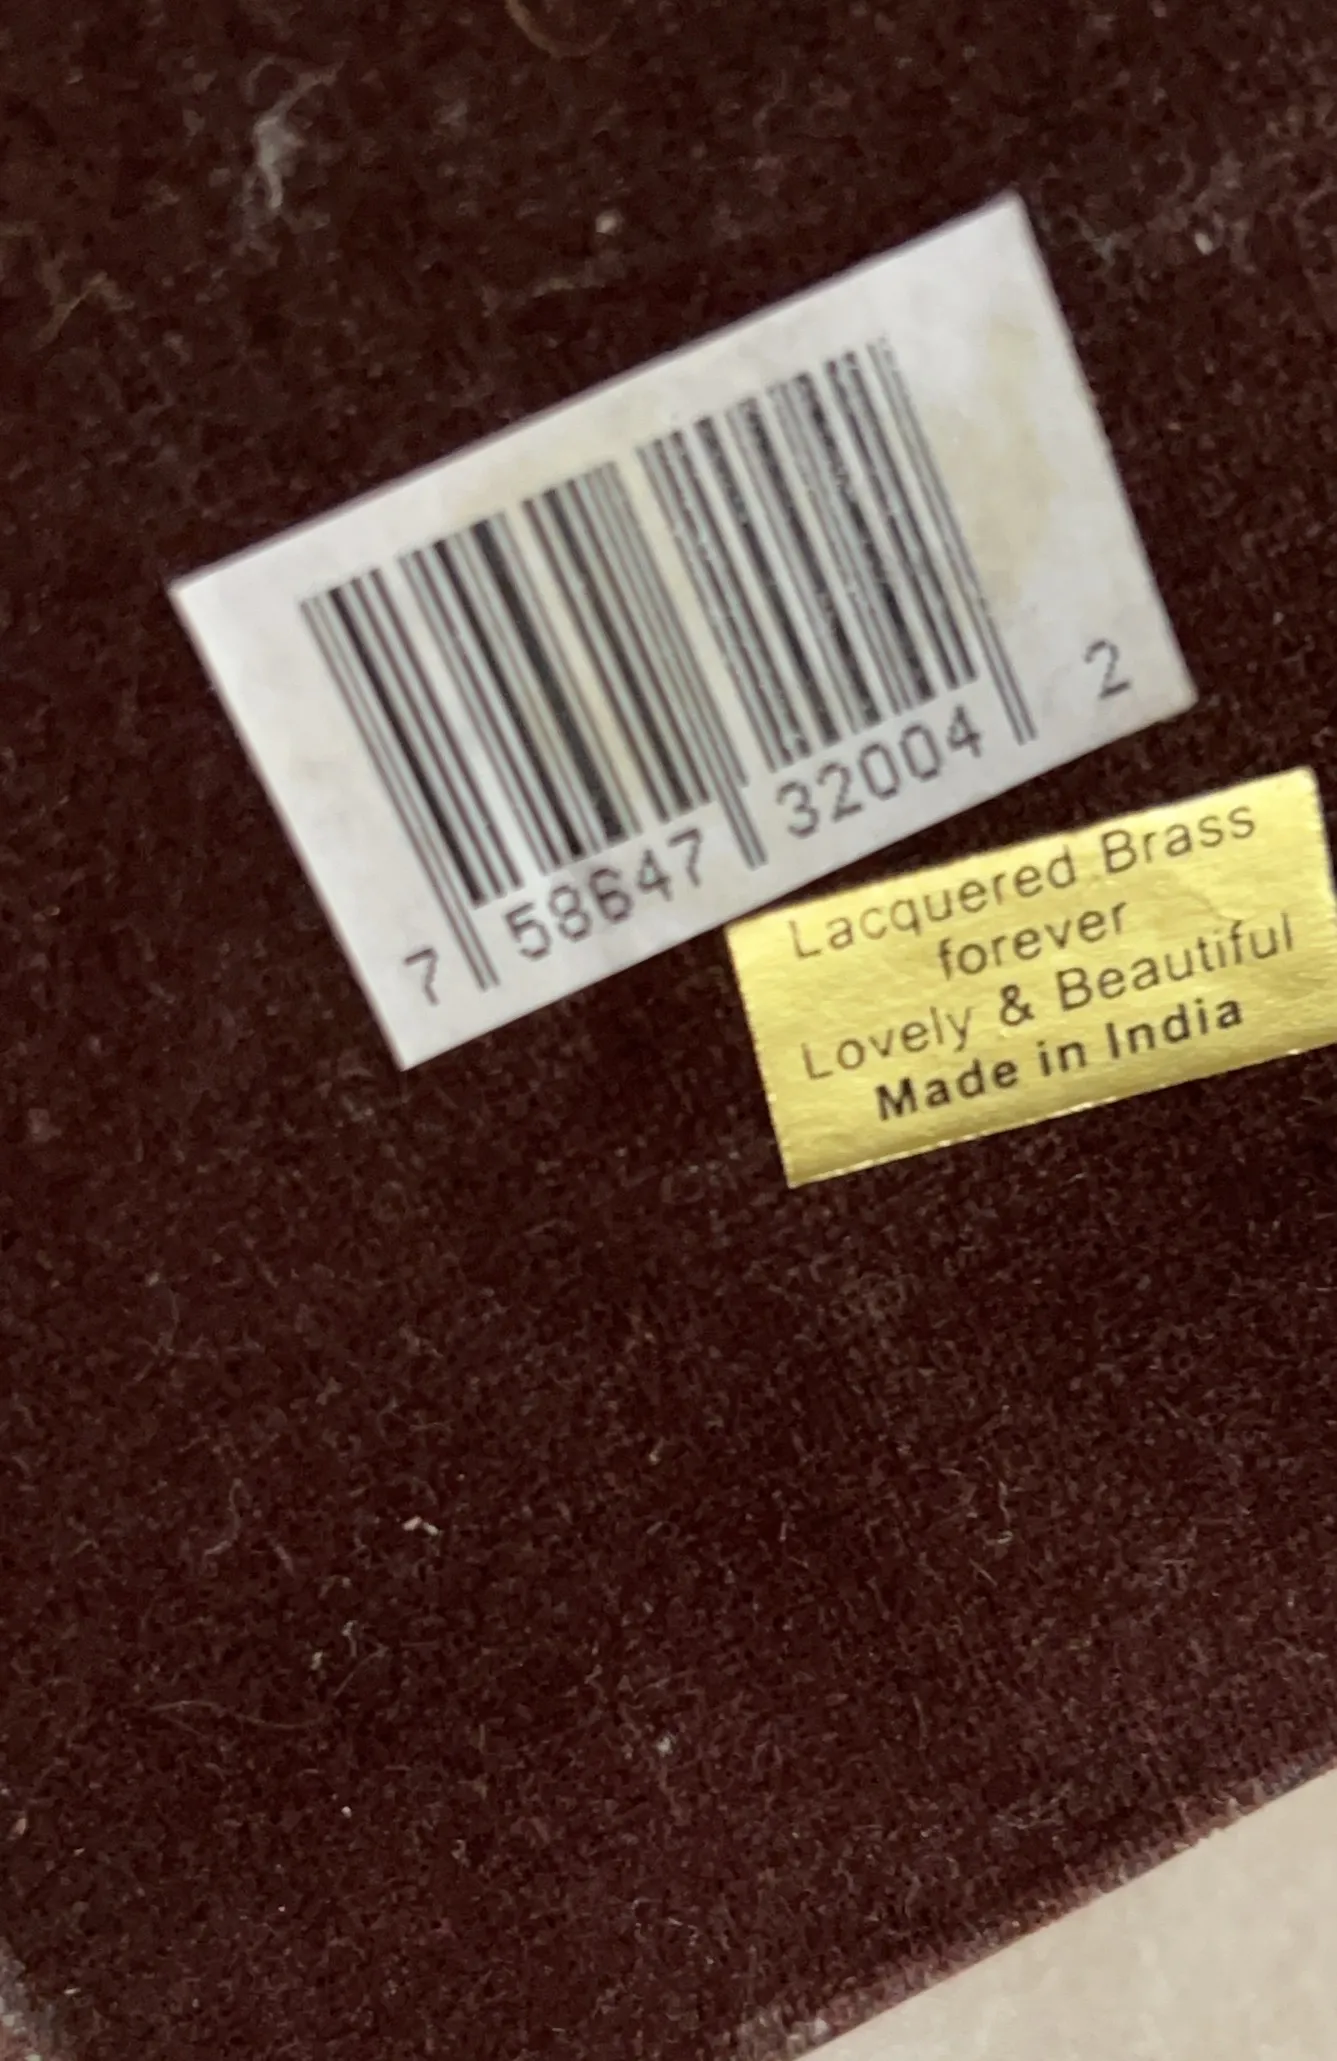 7 58647 32004 2
Lacquered Brass
forever
Lovely & Beautiful
Made in India